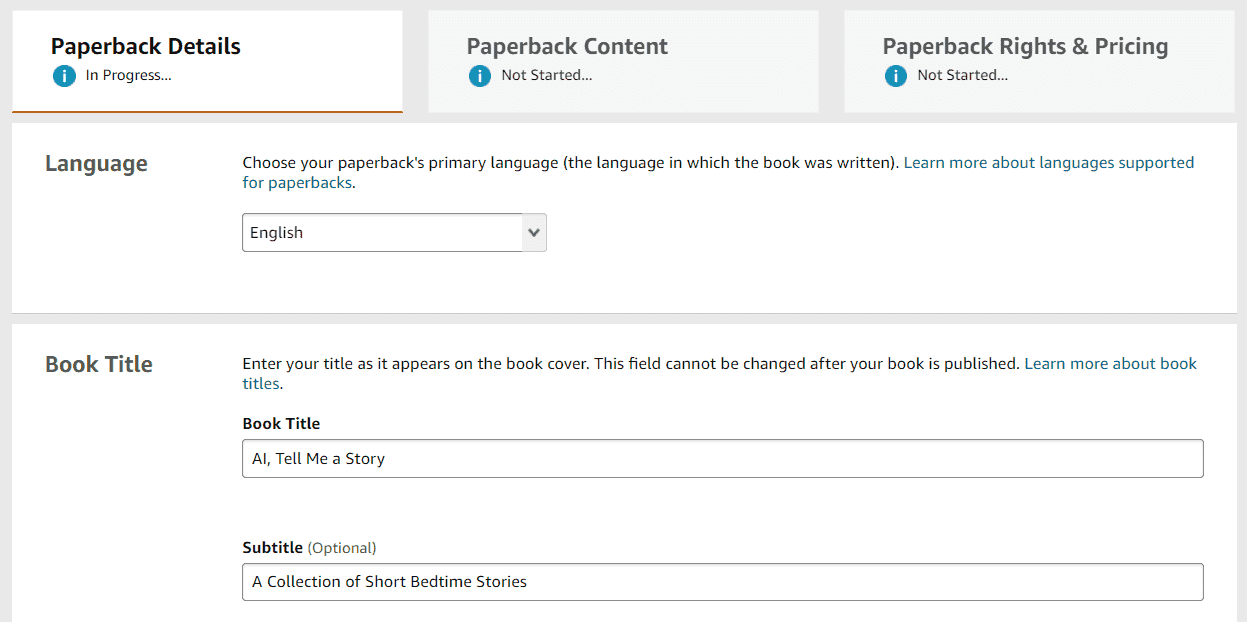 Paperback Details
In Progress...
Paperback Content
Not Started...
Paperback Rights & Pricing
Not Started...
Language
Choose your paperback's primary language (the language in which the book was written). Learn more about languages supported
for paperbacks.
English
Book Title
Enter your title as it appears on the book cover. This field cannot be changed after your book is published. Learn more about book
titles.
Book Title
AI, Tell Me a Story
Subtitle (Optional)
A Collection of Short Bedtime Stories